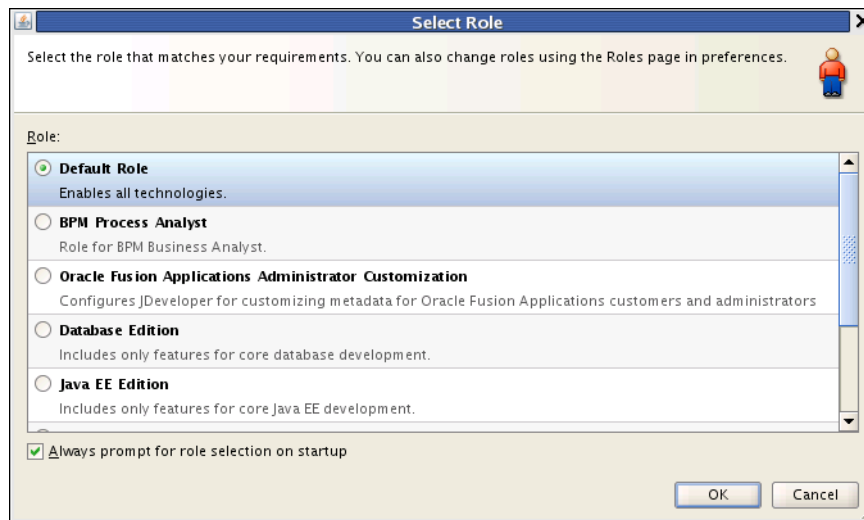 Select Role
Select the role that matches your requirements. You can also change roles using the Roles page in preferences.
Role:
Default Role
Enables all technologies.
BPM Process Analyst
Role for BPM Business Analyst.
Oracle Fusion Applications Administrator Customization
Configures JDeveloper for customizing metadata for Oracle Fusion Applications customers and administrators
Database Edition
Includes only features for core database development.
Java EE Edition
Includes only features for core Java EE development.
Always prompt for role selection on startup
OK
Cancel